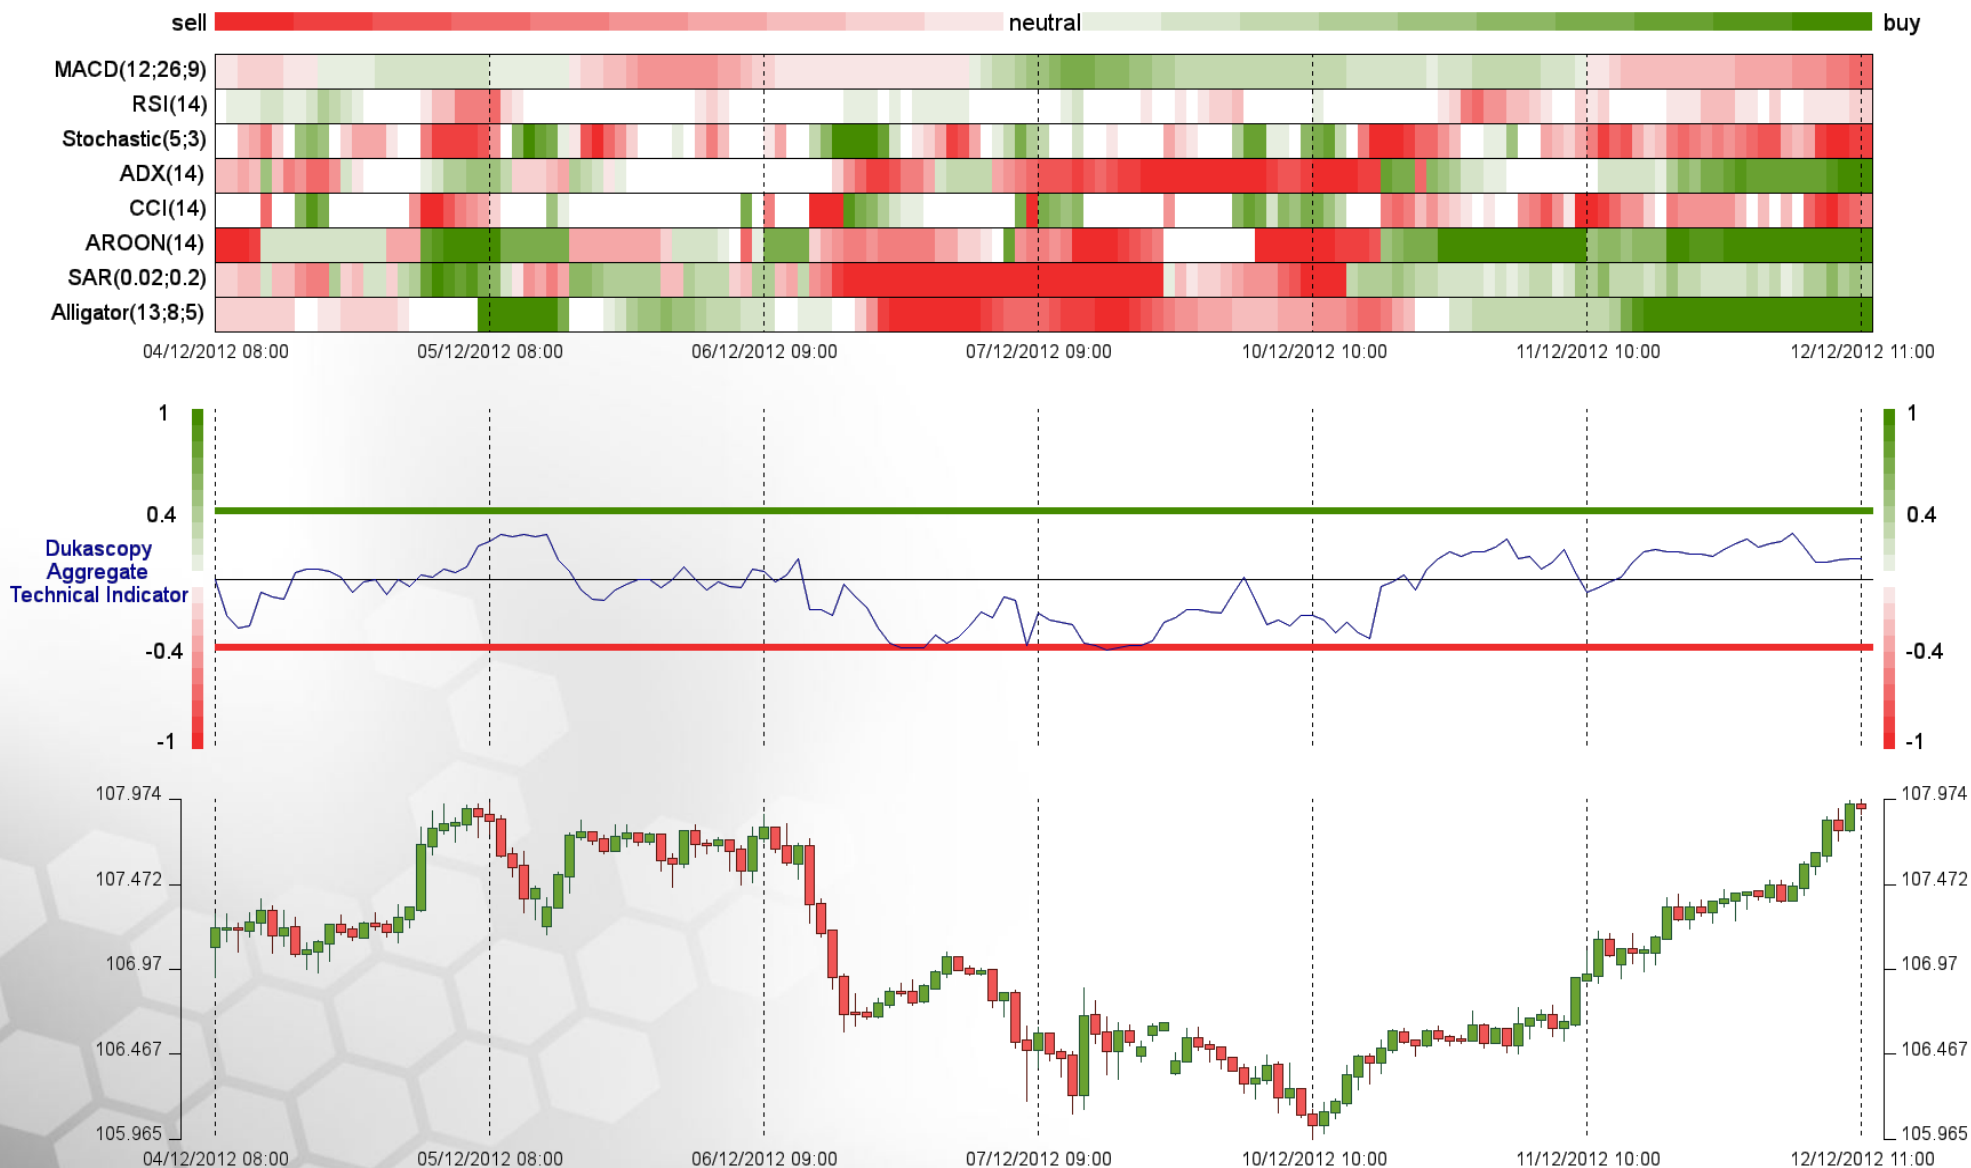 sell neutral buy
MACD(12;26;9)
RSI(14)
Stochastic(5;3)
ADX(14)
CCI(14)
AROON(14)
SAR(0.02;0.2)
Alligator(13;8;5)
04/12/2012 08:00 05/12/2012 08:00 06/12/2012 09:00 07/12/2012 09:00 10/12/2012 10:00 11/12/2012 10:00 12/12/2012 11:00
1 1
0.4 0.4
Dukascopy
Aggregate
Technical Indicator
-0.4 -0.4
-1 -1
107.974 107.974
107.472 107.472
106.97 106.97
106.467 106.467
105.965 105.965
04/12/2012 08:00 05/12/2012 08:00 06/12/2012 09:00 07/12/2012 09:00 10/12/2012 10:00 11/12/2012 10:00 12/12/2012 11:00